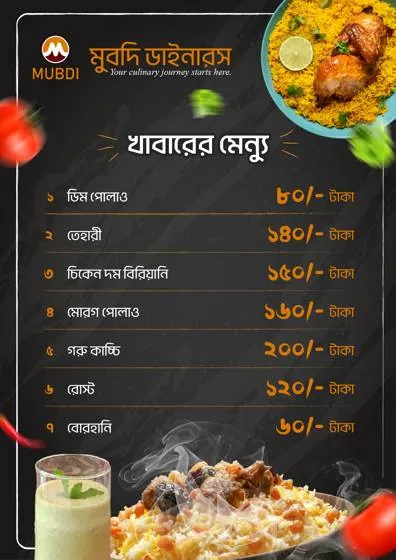 MUBDI
মুবদি ডাইনারস
Your culinary journey starts here.
খাবারের মেন্যু
১ ডিম পোলাও ৮০/- টাকা
২ তেহারী ১৪০/- টাকা
৩ চিকেন দম বিরিয়ানি ১৫০/- টাকা
৪ মোরগ পোলাও ১৬০/- টাকা
৫ গরু কাচ্চি ২০০/- টাকা
৬ রোস্ট ১২০/- টাকা
৭ বোরহানি ৬০/- টাকা